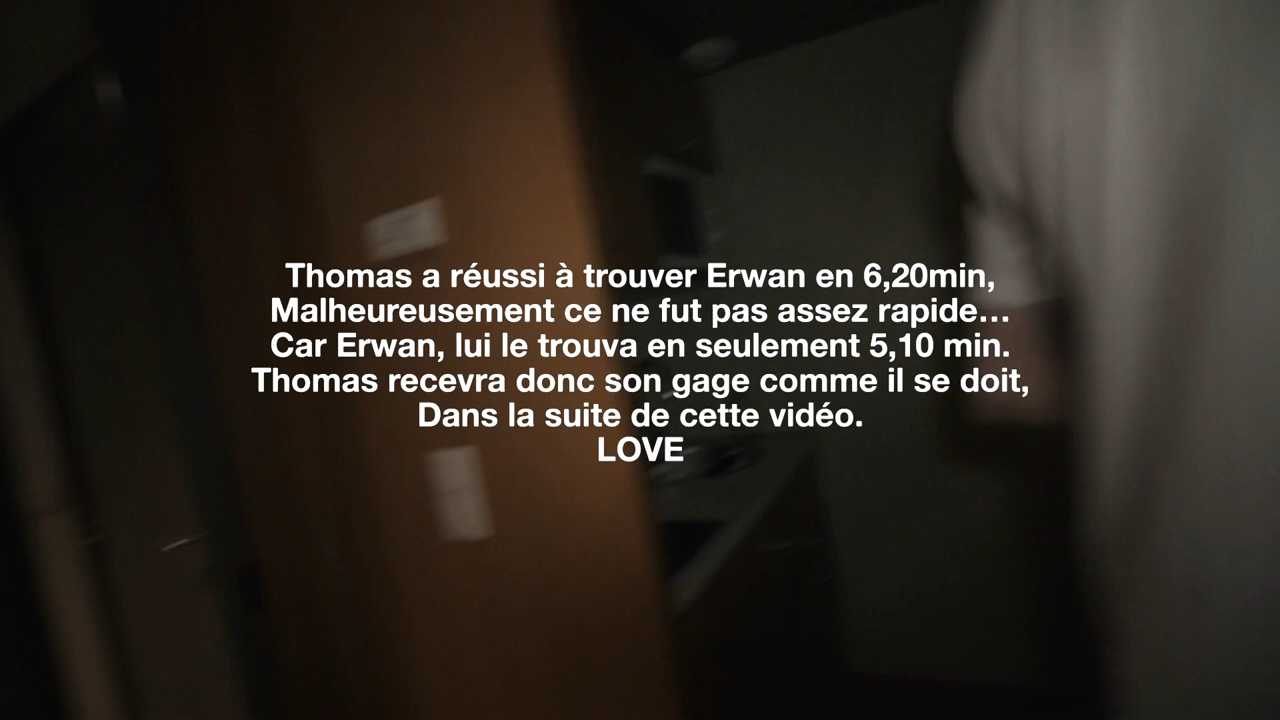 Thomas a réussi à trouver Erwan en 6,20min,
Malheureusement ce ne fut pas assez rapide…
Car Erwan, lui le trouva en seulement 5,10 min.
Thomas recevra donc son gage comme il se doit,
Dans la suite de cette vidéo.
LOVE